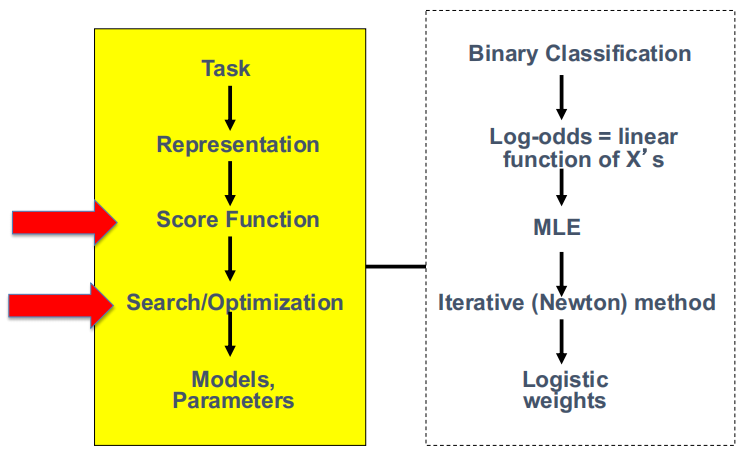 Task
Representation
Score Function
Search/Optimization
Models,
Parameters
Binary Classification
Log-odds = linear
function of X’s
MLE
Iterative (Newton) method
Logistic
weights